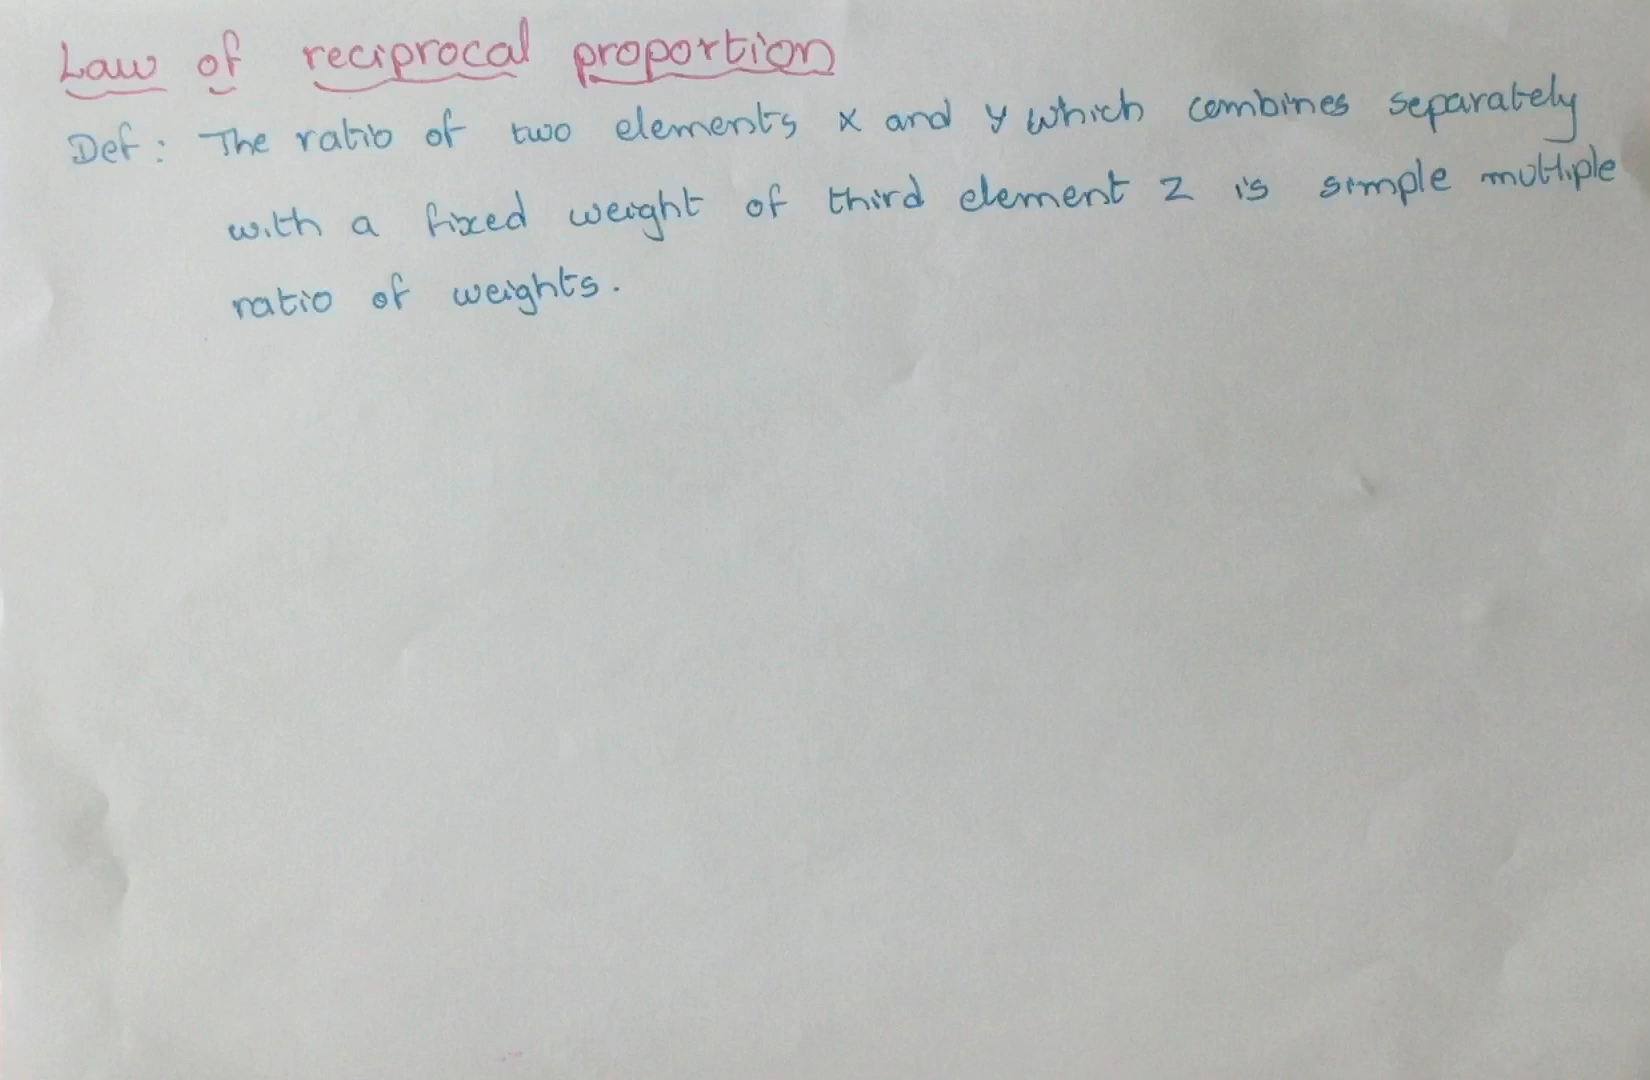 Law of reciprocal proportion
Def: The ratio of two elements x and y which combines separately
with a fixed weight of third element z is simple multiple
ratio of weights.